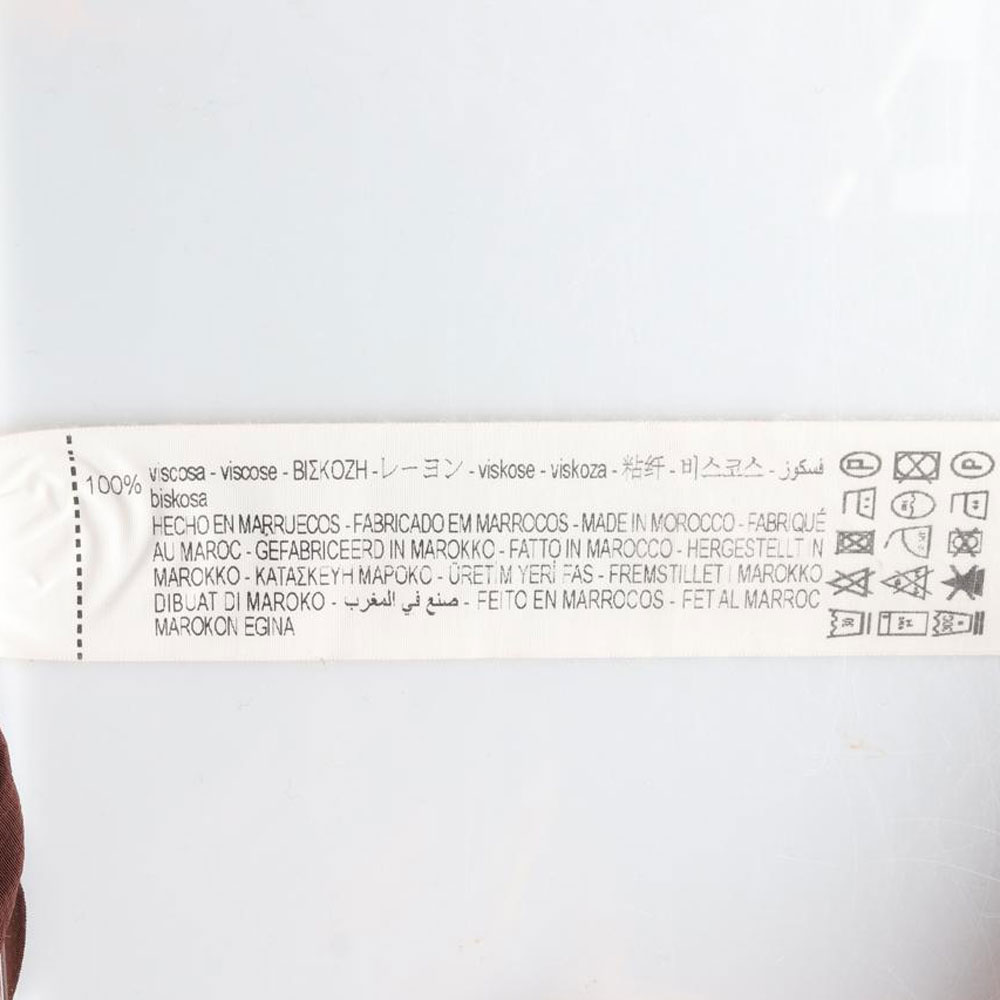 100% viscosa - viscose - ΒΙΣΚΟΖΗ - レーヨン - viskose - viskoza - 粘纤 - 비스코스 - فسكوز
biskosa
HECHO EN MARRUECOS - FABRICADO EM MARROCOS - MADE IN MOROCCO - FABRIQUÉ
AU MAROC - GEFABRICEERD IN MAROKKO - FATTO IN MAROCCO - HERGESTELLT IN
MAROKKO - ΚΑΤΑΣΚΕΥΗ ΜΑΡΟΚΟ - ÜRETİM YERİ FAS - FREMSTILLET I MAROKKO
DIBUAT DI MAROKO - صنع في المغرب - FEITO EN MARROCOS - FET AL MARROC
MAROKON EGINA